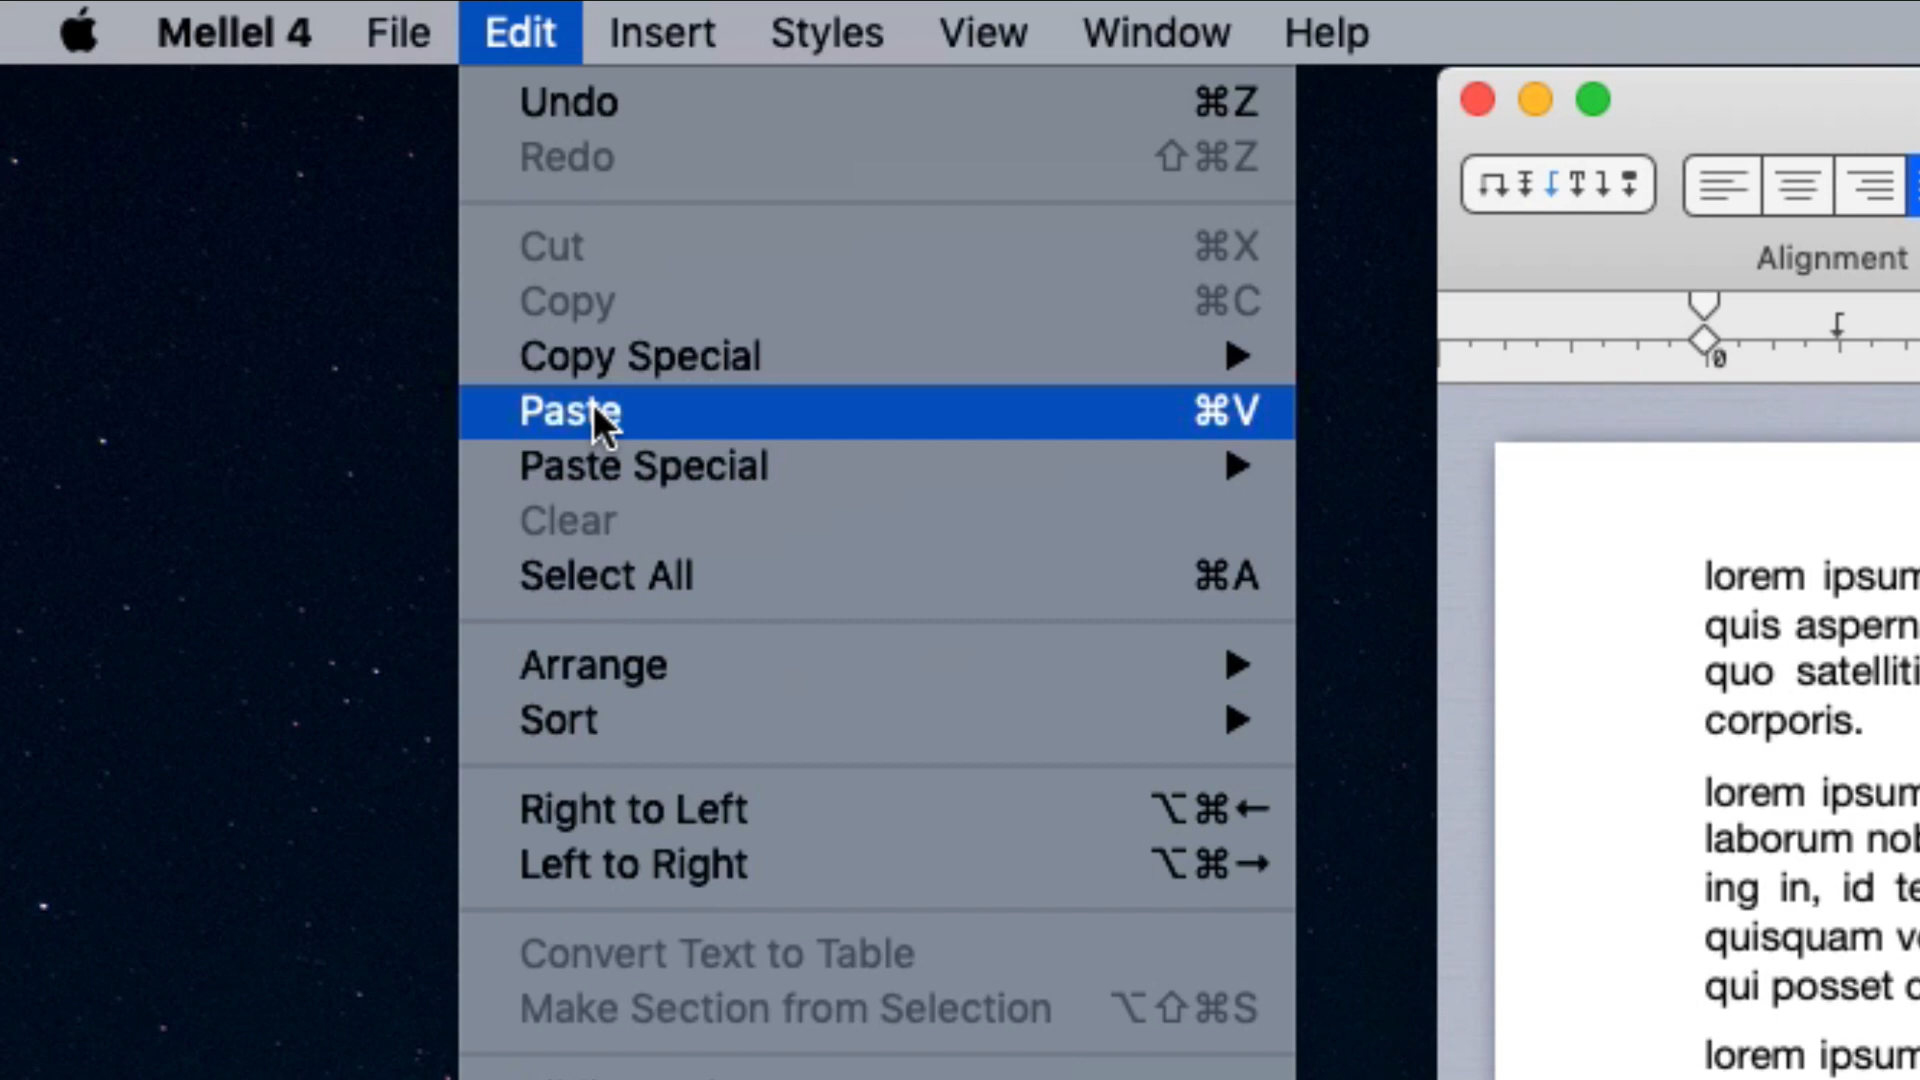 Mellel 4 File Edit Insert Styles View Window Help
Undo ⌘Z
Redo ⇧⌘Z
Cut ⌘X
Copy ⌘C
Copy Special ▶
Paste ⌘V
Paste Special ▶
Clear
Select All ⌘A
Arrange ▶
Sort ▶
Right to Left ⌥⌘←
Left to Right ⌥⌘→
Convert Text to Table
Make Section from Selection ⌥⇧⌘S
Alignment
0
lorem ipsum
quis aspern
quo satelliti
corporis.
lorem ipsum
laborum nob
ing in, id te
quisquam ve
qui posset
lorem ipsum